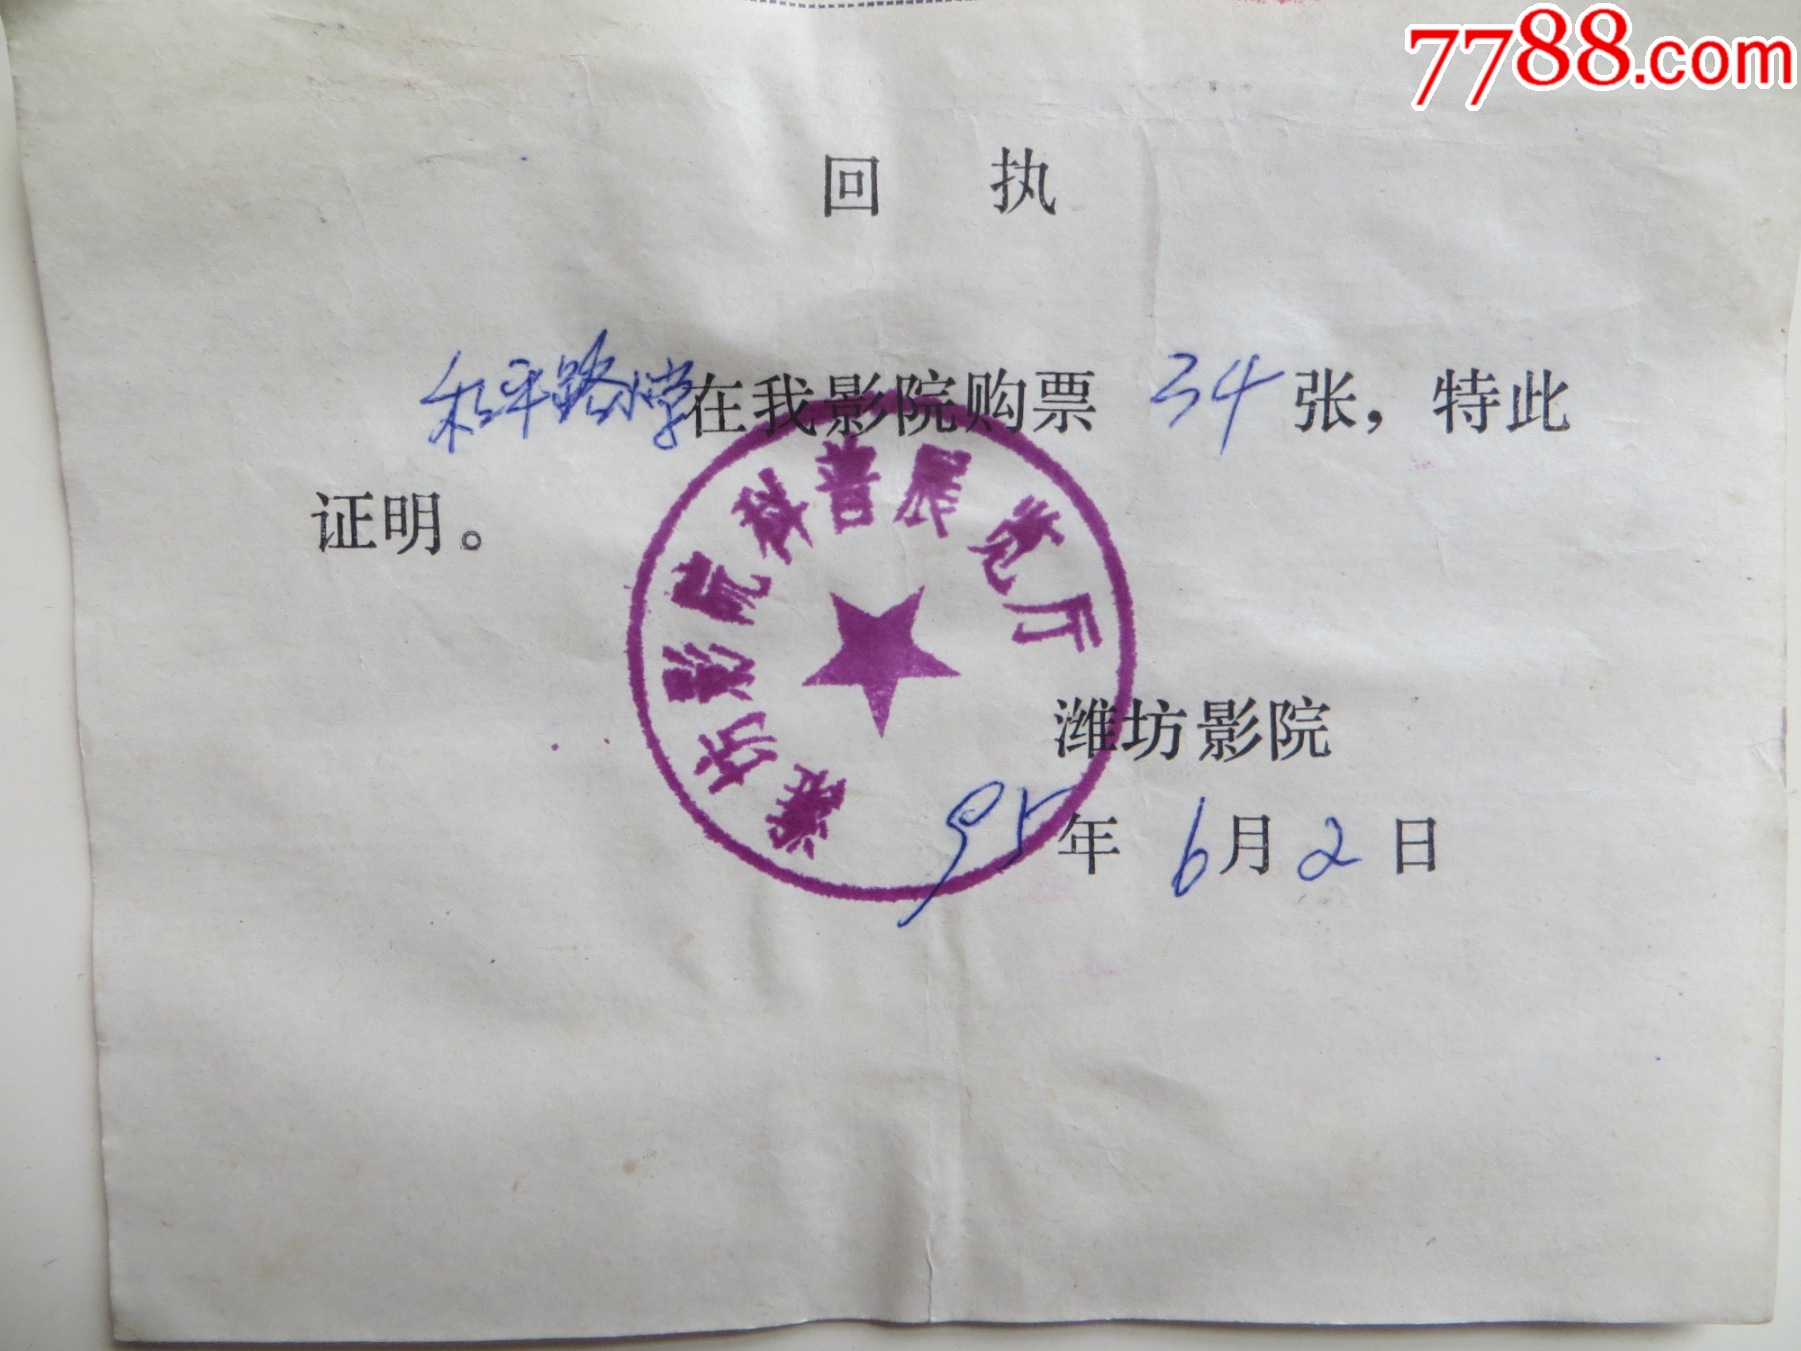 7788.com
回 执
和平路小学在我影院购票 34 张，特此
证明。
潍坊影院科普展览厅
潍坊影院
95年 6月2日